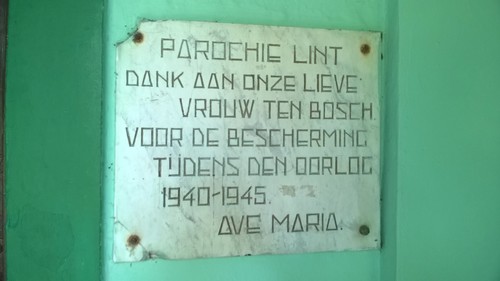 PAROCHIE LINT
DANK AAN ONZE LIEVE
VROUW TEN BOSCH.
VOOR DE BESCHERMING
TIJDENS DEN OORLOG
1940-1945.
AVE MARIA.